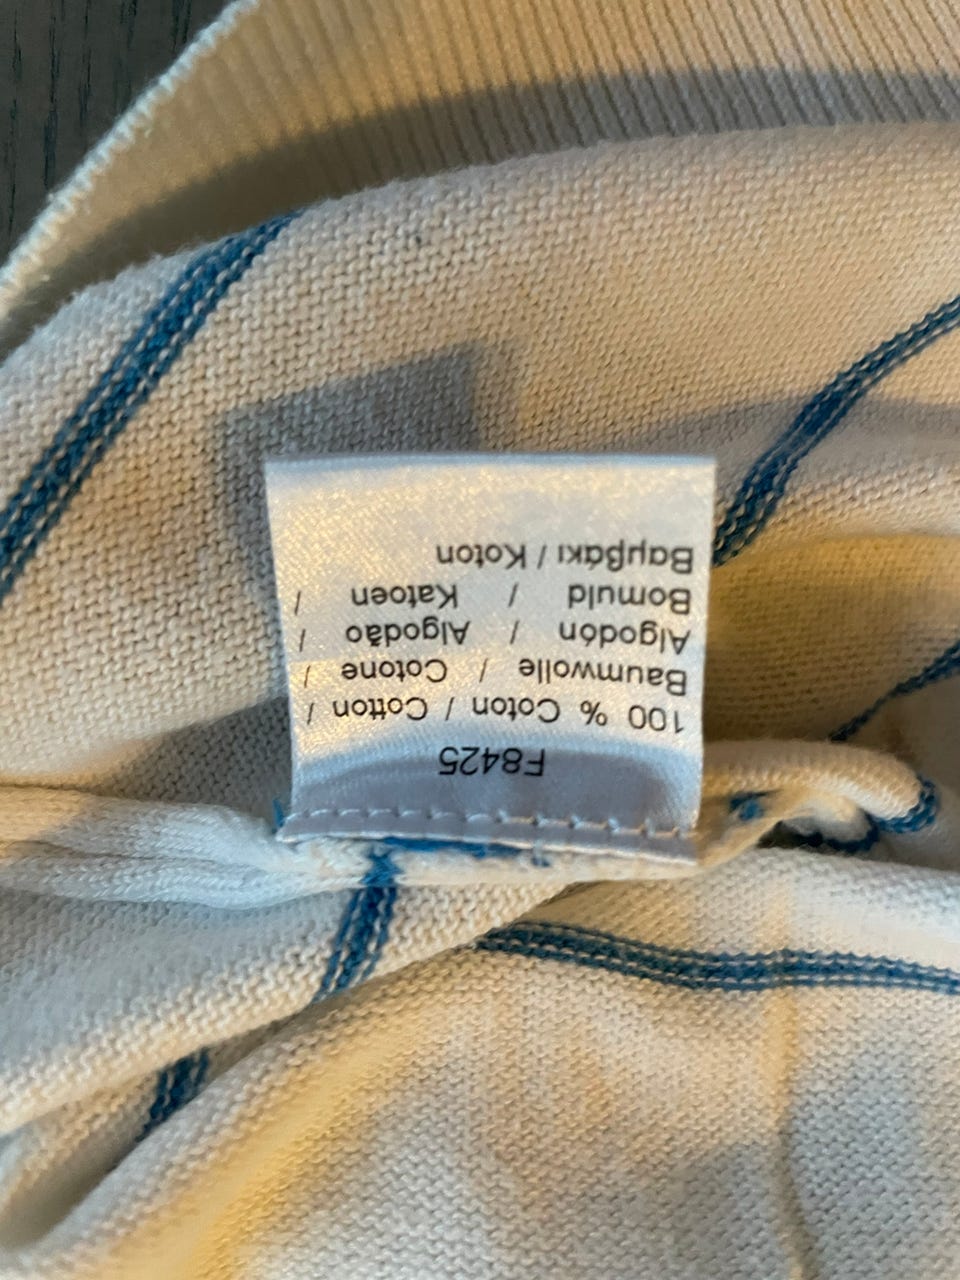 F8425
100 % Coton / Cotton /
Baumwolle / Cotone /
Algodón / Algodão /
Bomuld / Katoen /
Βαμβάκι / Koton